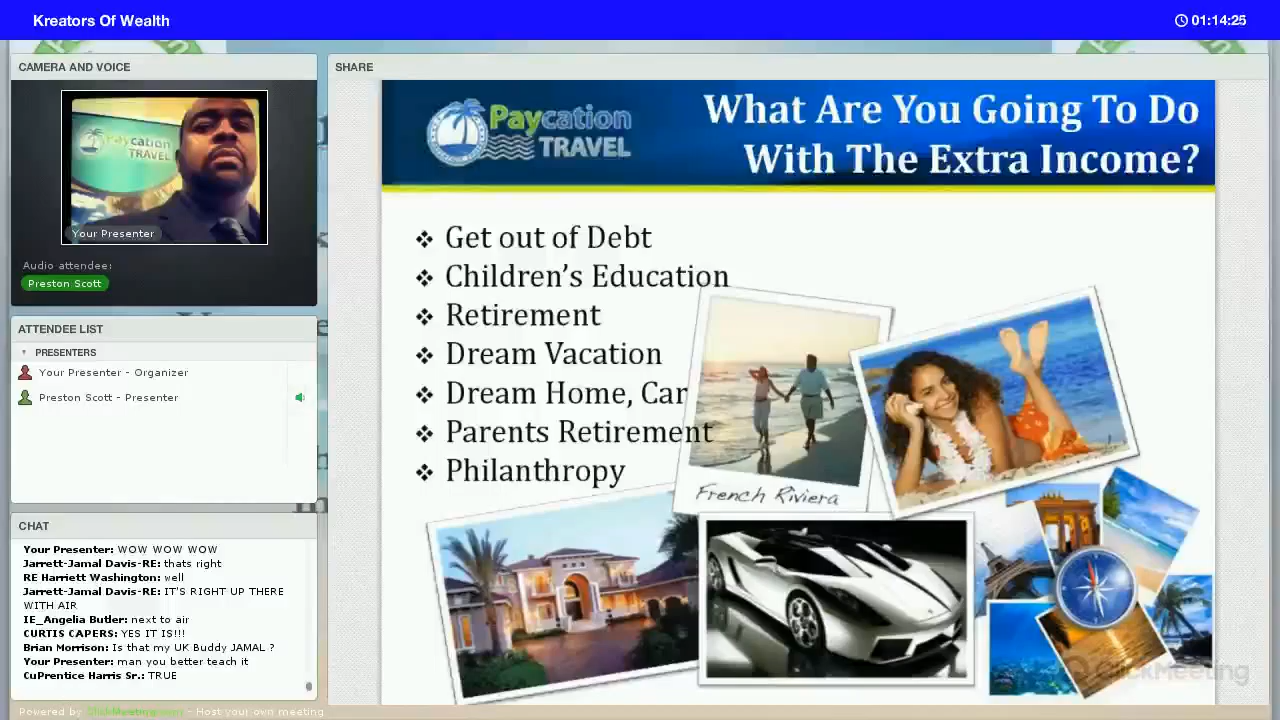 Kreators Of Wealth
01:14:25
CAMERA AND VOICE
Paycation
TRAVEL
Your Presenter
Audio attendee:
Preston Scott
ATTENDEE LIST
PRESENTERS
Your Presenter - Organizer
Preston Scott - Presenter
CHAT
Your Presenter: WOW WOW WOW
Jarrett-Jamal Davis-RE: thats right
RE Harriett Washington: well
Jarrett-Jamal Davis-RE: IT'S RIGHT UP THERE
WITH AIR
IE_Angelia Butler: next to air
CURTIS CAPERS: YES IT IS!!!
Brian Morrison: Is that my UK Buddy JAMAL ?
Your Presenter: man you better teach it
CuPrentice Harris Sr.: TRUE
Powered by ClickMeeting.com - Host your own meeting
SHARE
Paycation
TRAVEL
What Are You Going To Do
With The Extra Income?
❖ Get out of Debt
❖ Children’s Education
❖ Retirement
❖ Dream Vacation
❖ Dream Home, Car
❖ Parents Retirement
❖ Philanthropy
French Riviera
ClickMeeting